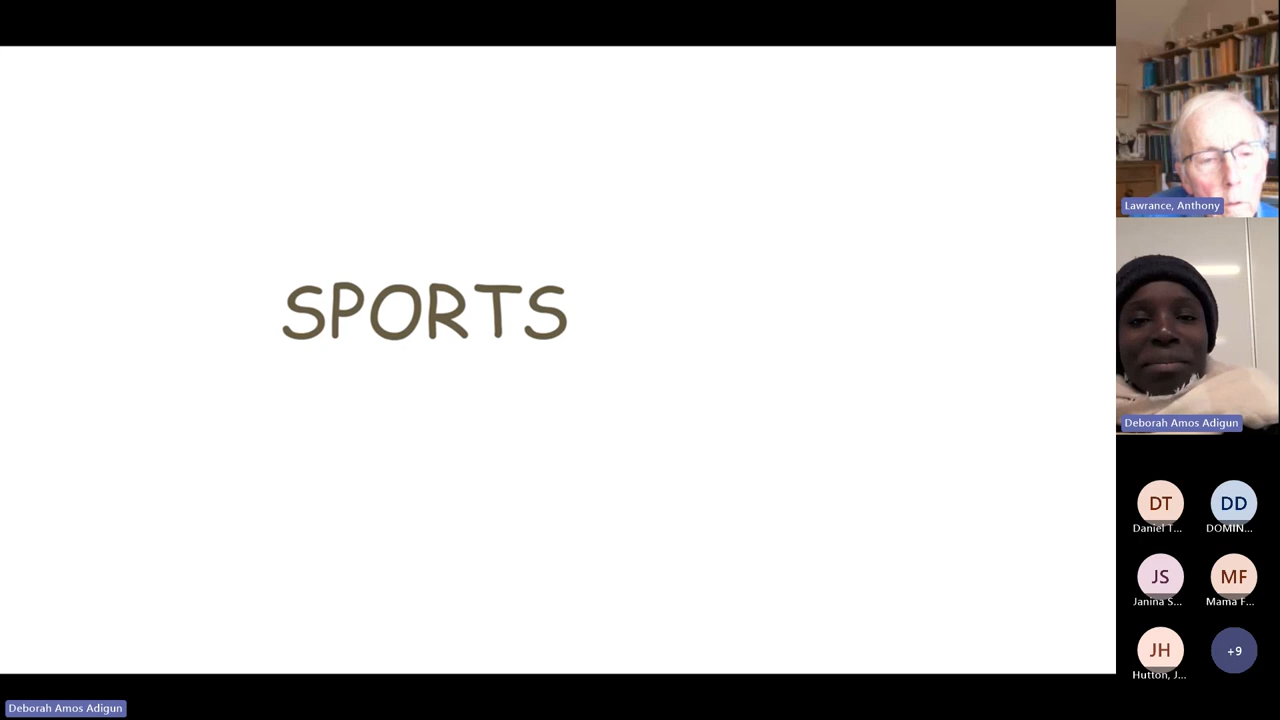 SPORTS
Lawrance, Anthony
Deborah Amos Adigun
DT
DD
Daniel T...
DOMIN...
JS
MF
Janina S...
Mama F...
JH
+9
Hutton, J...
Deborah Amos Adigun